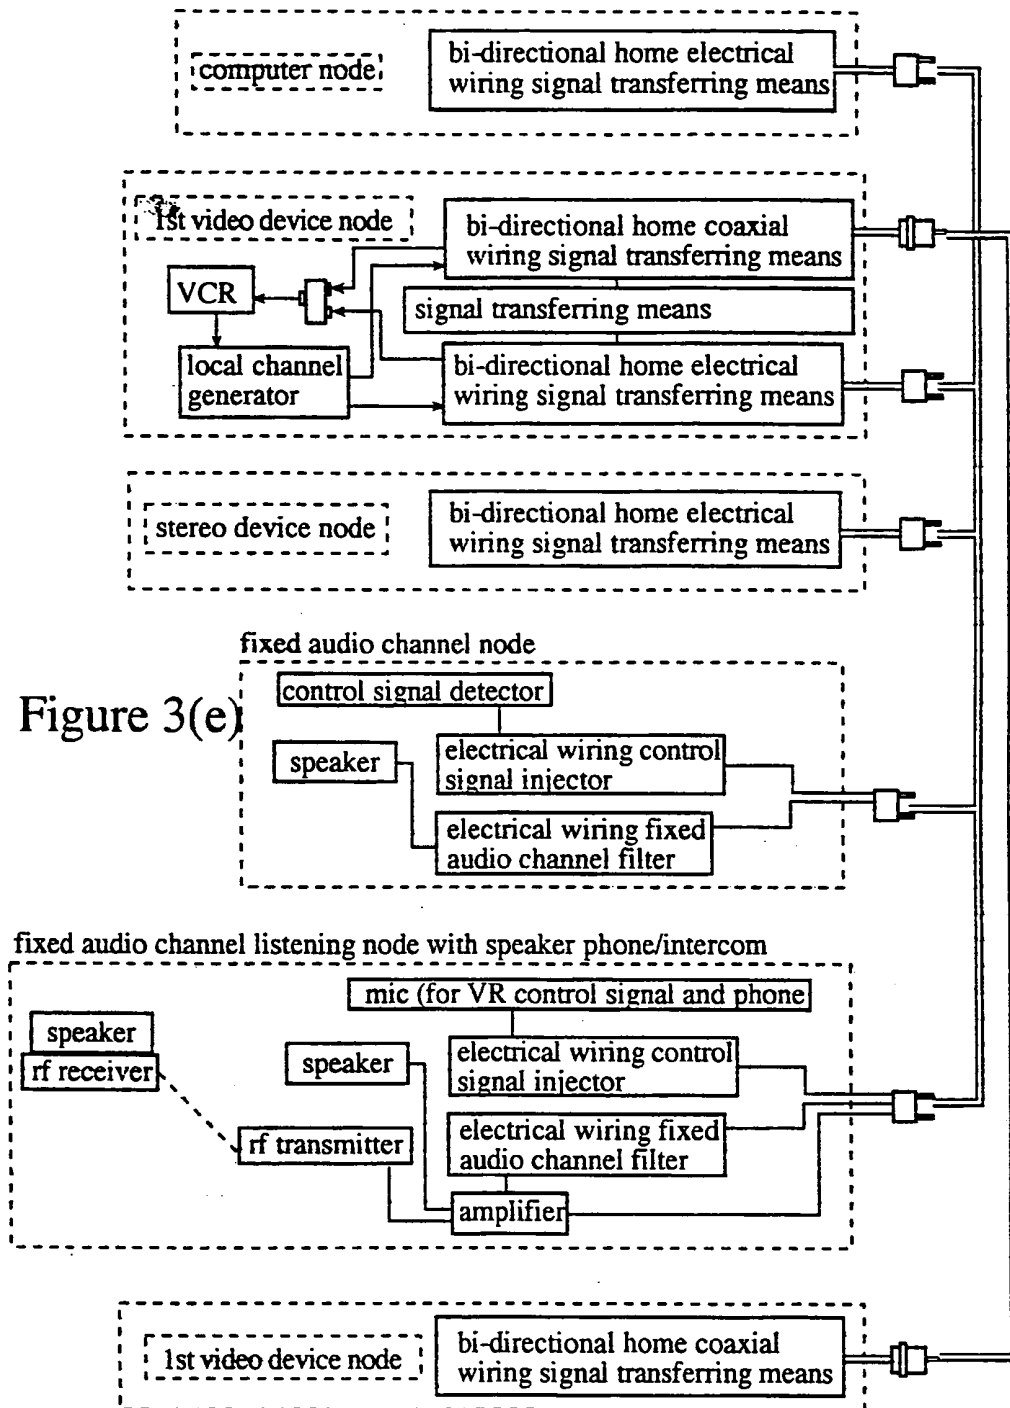 computer node
bi-directional home electrical
wiring signal transferring means
1st video device node
bi-directional home coaxial
wiring signal transferring means
VCR
signal transferring means
local channel
generator
bi-directional home electrical
wiring signal transferring means
stereo device node
bi-directional home electrical
wiring signal transferring means
fixed audio channel node
control signal detector
Figure 3(e)
speaker
electrical wiring control
signal injector
electrical wiring fixed
audio channel filter
fixed audio channel listening node with speaker phone/intercom
mic (for VR control signal and phone
speaker
rf receiver
speaker
electrical wiring control
signal injector
rf transmitter
electrical wiring fixed
audio channel filter
amplifier
1st video device node
bi-directional home coaxial
wiring signal transferring means